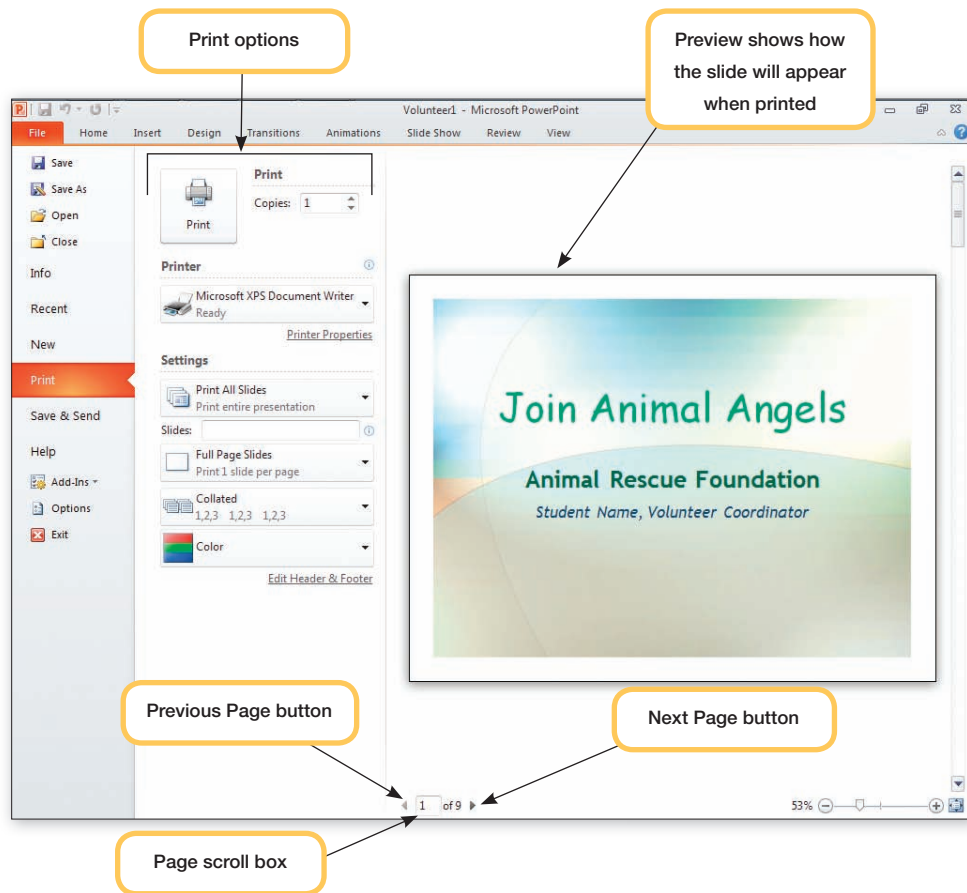 Print options
Preview shows how
the slide will appear
when printed
Volunteer1 - Microsoft PowerPoint
File Home Insert Design Transitions Animations Slide Show Review View
Save
Save As
Open
Close
Info
Recent
New
Print
Save & Send
Help
Add-Ins
Options
Exit
Print
Print
Copies: 1
Printer
Microsoft XPS Document Writer
Ready
Printer Properties
Settings
Print All Slides
Print entire presentation
Slides:
Full Page Slides
Print 1 slide per page
Collated
1,2,3 1,2,3 1,2,3
Color
Edit Header & Footer
Join Animal Angels
Animal Rescue Foundation
Student Name, Volunteer Coordinator
Previous Page button
Next Page button
1 of 9
53%
Page scroll box